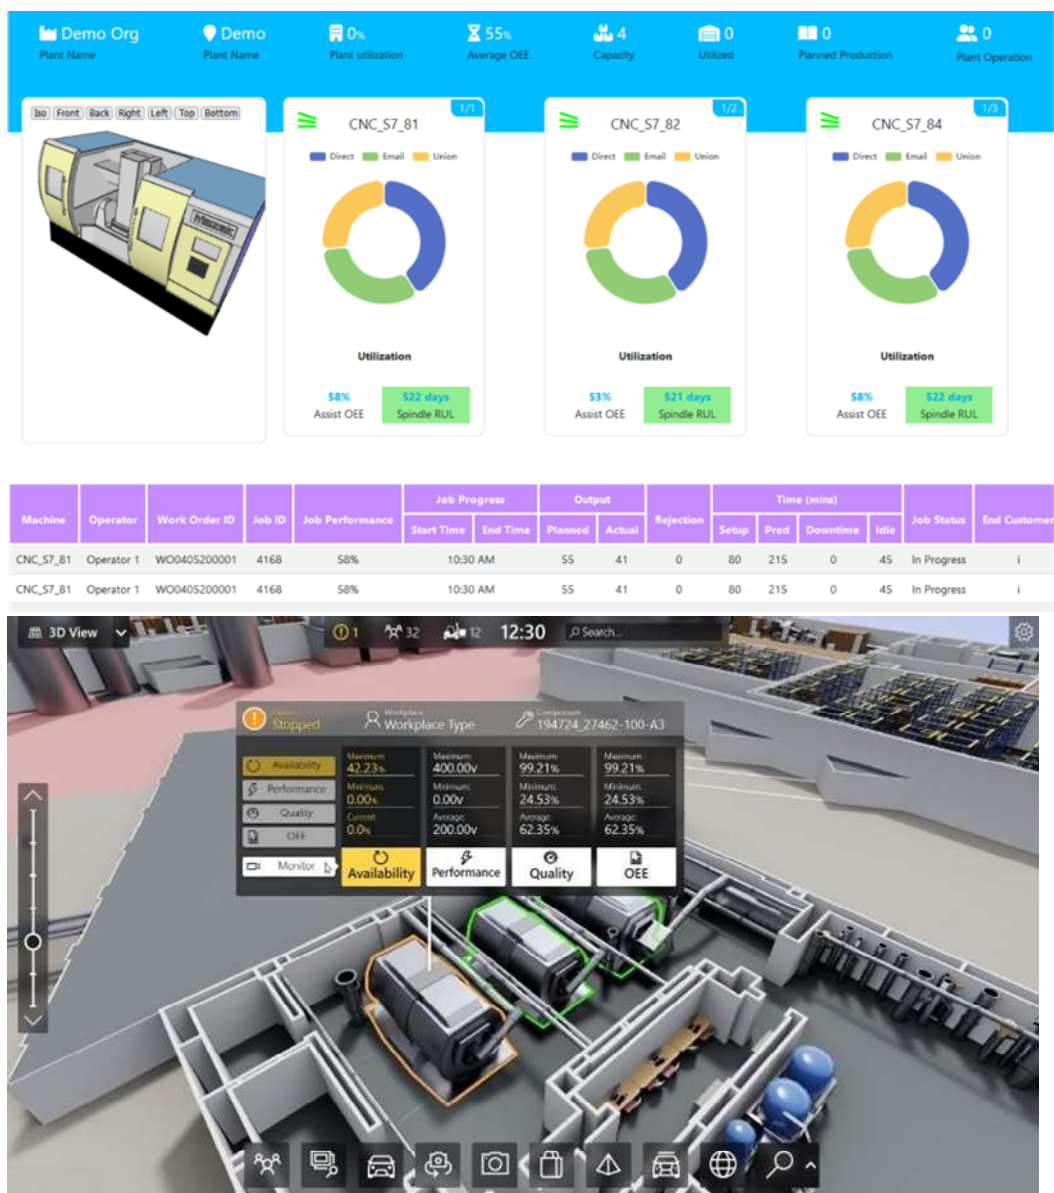 Demo Org Demo 0% 55% 4 0 0 0
Plant Name Plant Name Plant utilization Average OEE Capacity Utilized Planned Production Plant Operation
Iso Front Back Right Left Top Bottom
1/1
CNC_S7_81
Direct Email Union
Utilization
58% 522 days
Assist OEE Spindle RUL
1/2
CNC_S7_82
Direct Email Union
Utilization
53% 521 days
Assist OEE Spindle RUL
1/3
CNC_S7_84
Direct Email Union
Utilization
58% 522 days
Assist OEE Spindle RUL
Job Progress Output Time (mins)
Machine Operator Work Order ID Job ID Job Performance Rejection Job Status End Customer
Start Time End Time Planned Actual Setup Pred Downtime Idle
CNC_S7_81 Operator 1 WO0405200001 4168 58% 10:30 AM 55 41 0 80 215 0 45 In Progress i
CNC_S7_81 Operator 1 WO0405200001 4168 58% 10:30 AM 55 41 0 80 215 0 45 In Progress i
3D View 1 32 12 12:30 Search...
Stopped
Workplace
Workplace Type
Component
194724_27462-100-A3
Availability
Performance
Quality
OEE
Monitor
Maximum: Maximum: Maximum: Maximum:
42.23% 400.00v 99.21% 99.21%
Minimum: Minimum: Minimum: Minimum:
0.00% 0.00v 24.53% 24.53%
Current: Average: Average: Average:
0.0% 200.00v 62.35% 62.35%
Availability Performance Quality OEE